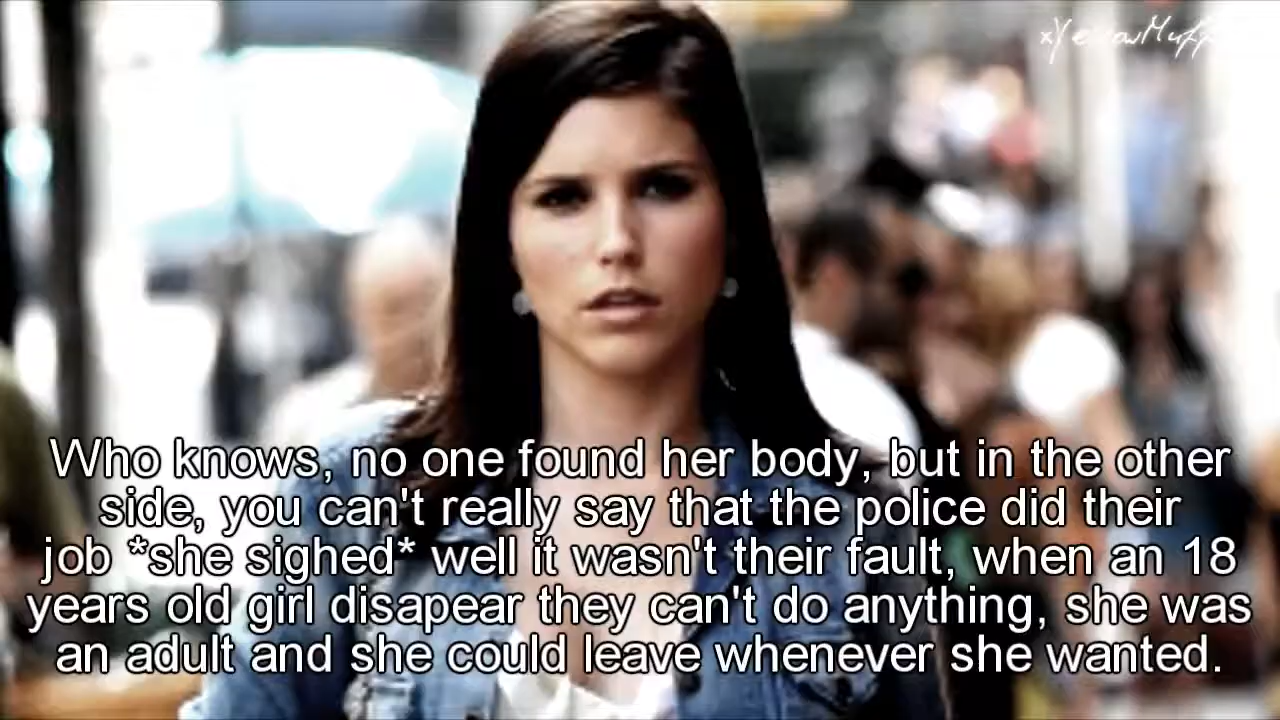 Who knows, no one found her body, but in the other
side, you can't really say that the police did their
job *she sighed* well it wasn't their fault, when an 18
years old girl disapear they can't do anything, she was
an adult and she could leave whenever she wanted.